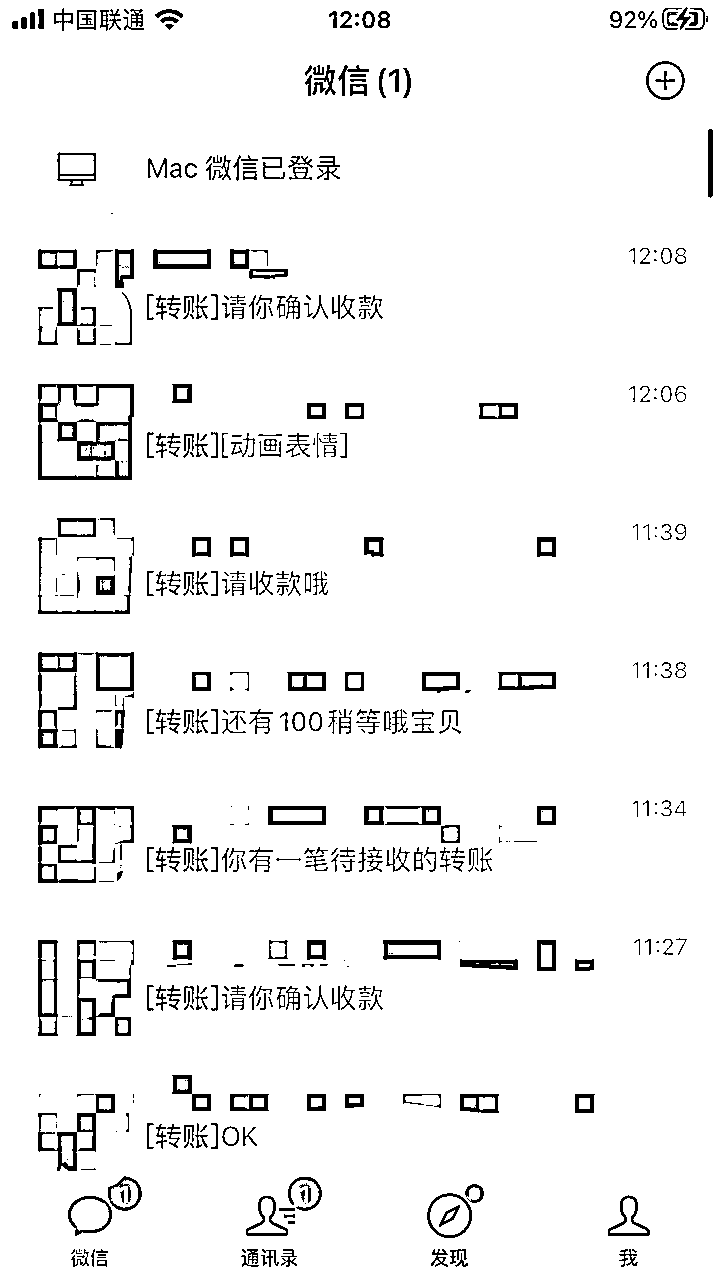 中国联通 12:08 92%
微信(1)
Mac 微信已登录
12:08
[转账]请你确认收款
12:06
[转账][动画表情]
11:39
[转账]请收款哦
11:38
[转账]还有100稍等哦宝贝
11:34
[转账]你有一笔待接收的转账
11:27
[转账]请你确认收款
[转账]OK
1 1
微信 通讯录 发现 我